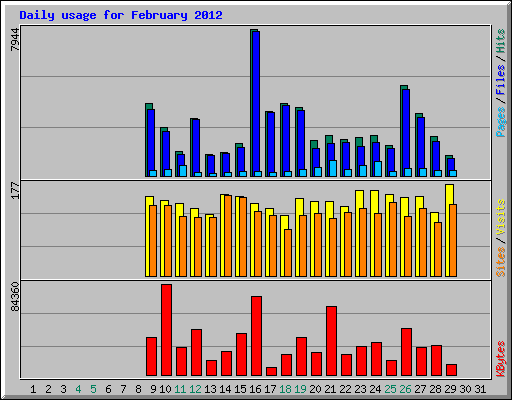 Daily usage for February 2012
7944
Pages / Files / Hits
177
Sites / Visits
84360
KBytes
1 2 3 4 5 6 7 8 9 10 11 12 13 14 15 16 17 18 19 20 21 22 23 24 25 26 27 28 29 30 31